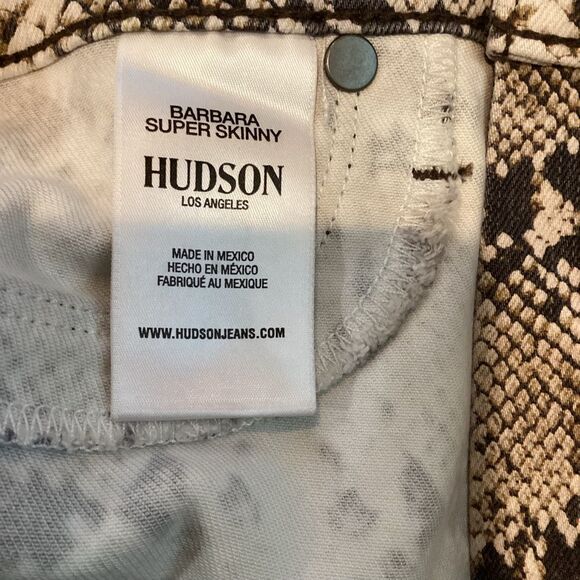 BARBARA
SUPER SKINNY
HUDSON
LOS ANGELES
MADE IN MEXICO
HECHO EN MÉXICO
FABRIQUÉ AU MEXIQUE
WWW.HUDSONJEANS.COM